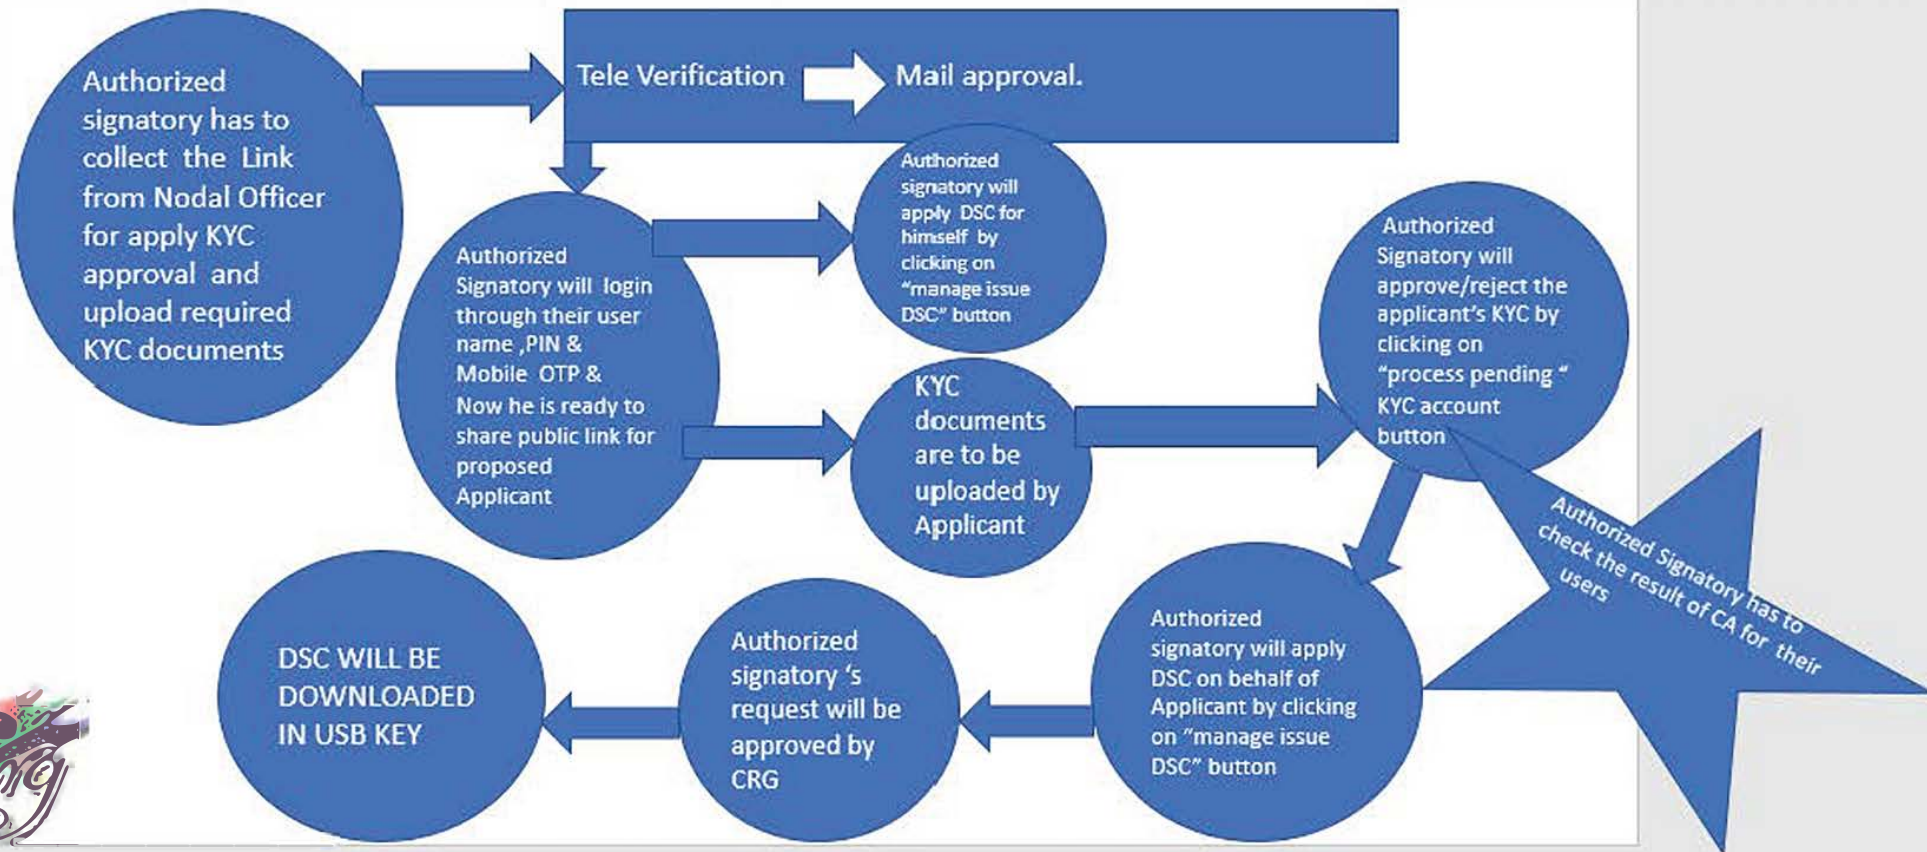 Authorized
signatory has to
collect the Link
from Nodal Officer
for apply KYC
approval and
upload required
KYC documents
Tele Verification
Mail approval.
Authorized
Signatory will login
through their user
name ,PIN &
Mobile OTP &
Now he is ready to
share public link for
proposed
Applicant
Authorized
signatory will
apply DSC for
himself by
clicking on
"manage issue
DSC" button
KYC
documents
are to be
uploaded by
Applicant
Authorized
Signatory will
approve/reject the
applicant's KYC by
clicking on
"process pending "
KYC account
button
Authorized Signatory has to
check the result of CA for their
users
Authorized
signatory will apply
DSC on behalf of
Applicant by clicking
on "manage issue
DSC" button
Authorized
signatory 's
request will be
approved by
CRG
DSC WILL BE
DOWNLOADED
IN USB KEY